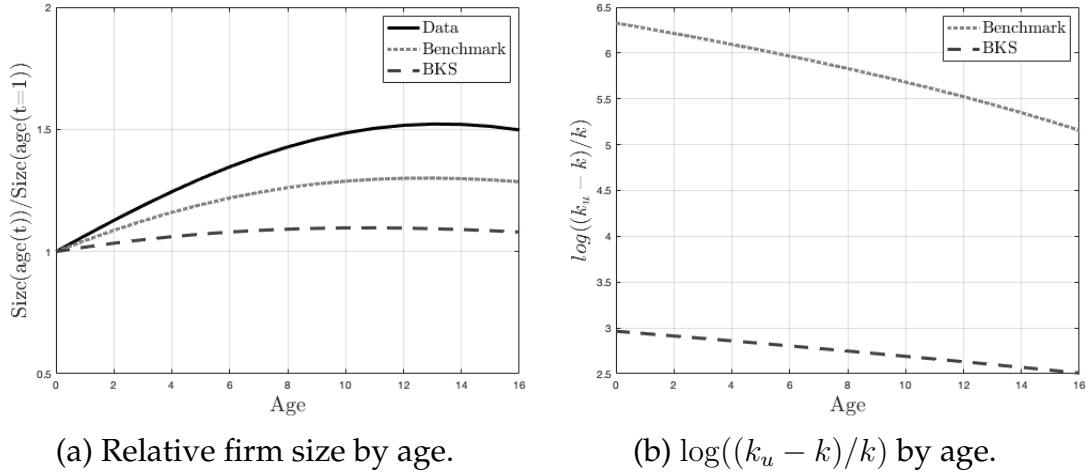 2
1.5
1
0.5
0 2 4 6 8 10 12 14 16
Size(age(t))/Size(age(t=1))
Age
Data
Benchmark
BKS
(a) Relative firm size by age.
6.5
6
5.5
5
4.5
4
3.5
3
2.5
0 2 4 6 8 10 12 14 16
log((k_u − k)/k)
Age
Benchmark
BKS
(b) log((k_u − k)/k) by age.